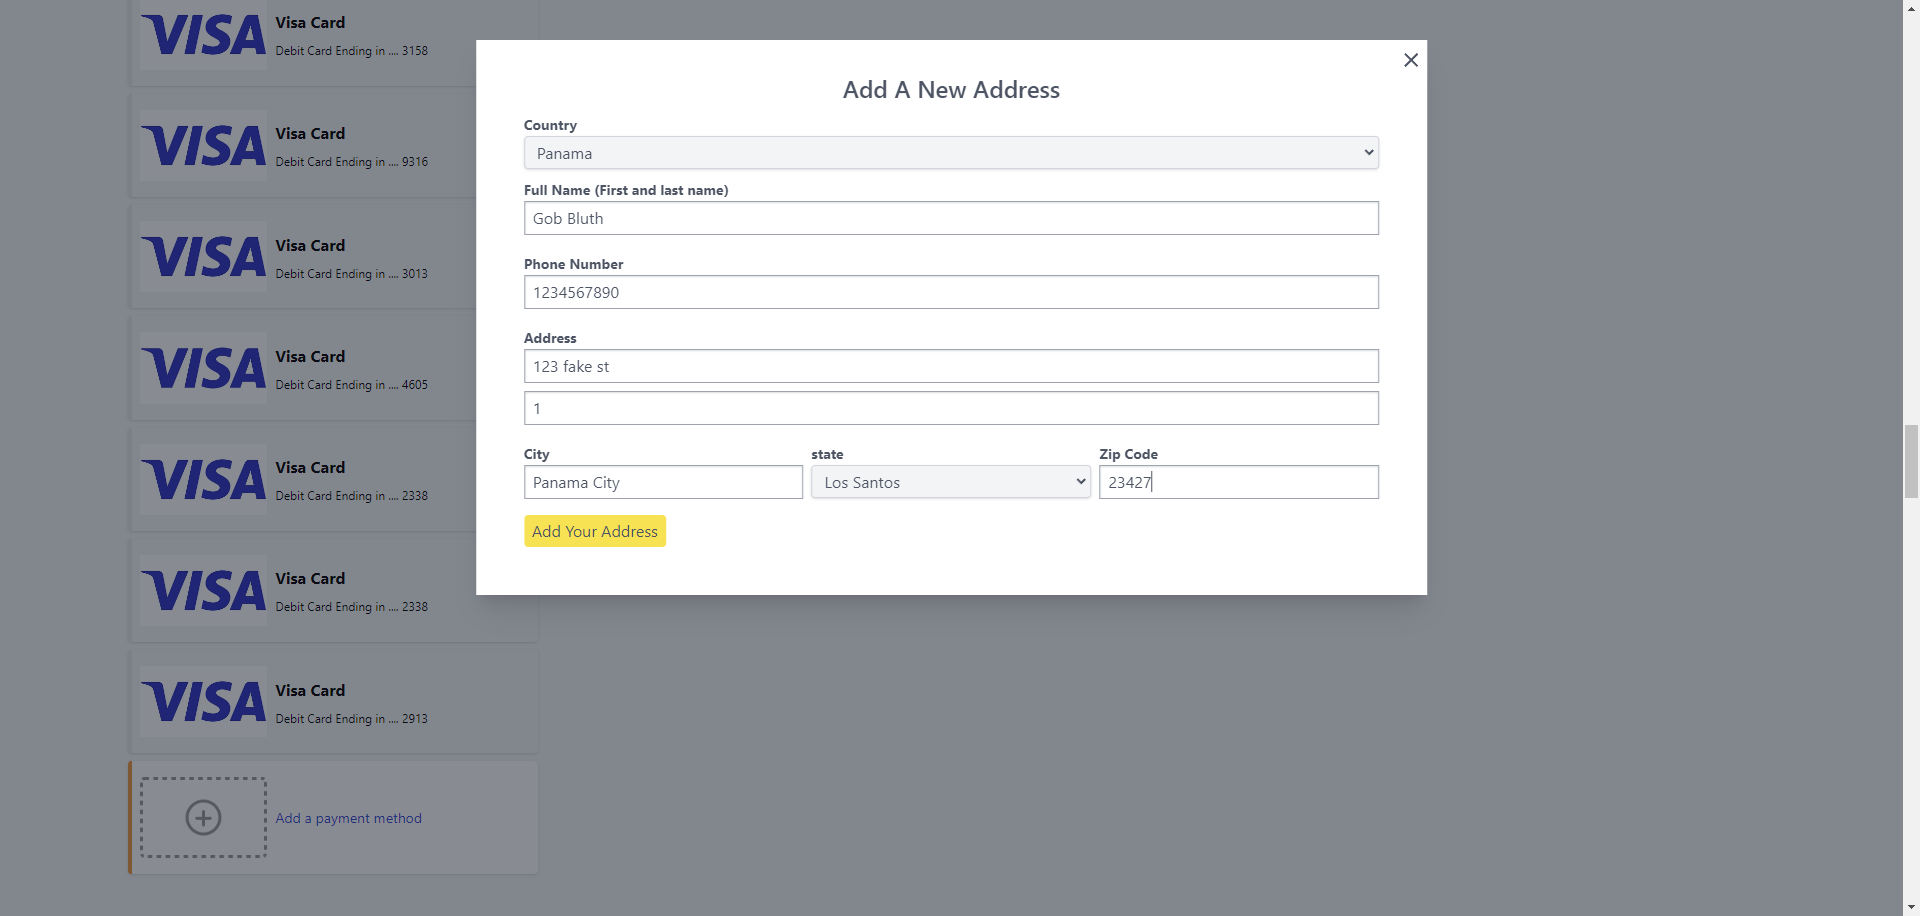 VISA
Visa Card
Debit Card Ending in .... 3158
VISA
Visa Card
Debit Card Ending in .... 9316
VISA
Visa Card
Debit Card Ending in .... 3013
VISA
Visa Card
Debit Card Ending in .... 4605
VISA
Visa Card
Debit Card Ending in .... 2338
VISA
Visa Card
Debit Card Ending in .... 2338
VISA
Visa Card
Debit Card Ending in .... 2913
Add a payment method
Add A New Address
Country
Panama
Full Name (First and last name)
Gob Bluth
Phone Number
1234567890
Address
123 fake st
1
City state Zip Code
Panama City Los Santos 23427
Add Your Address